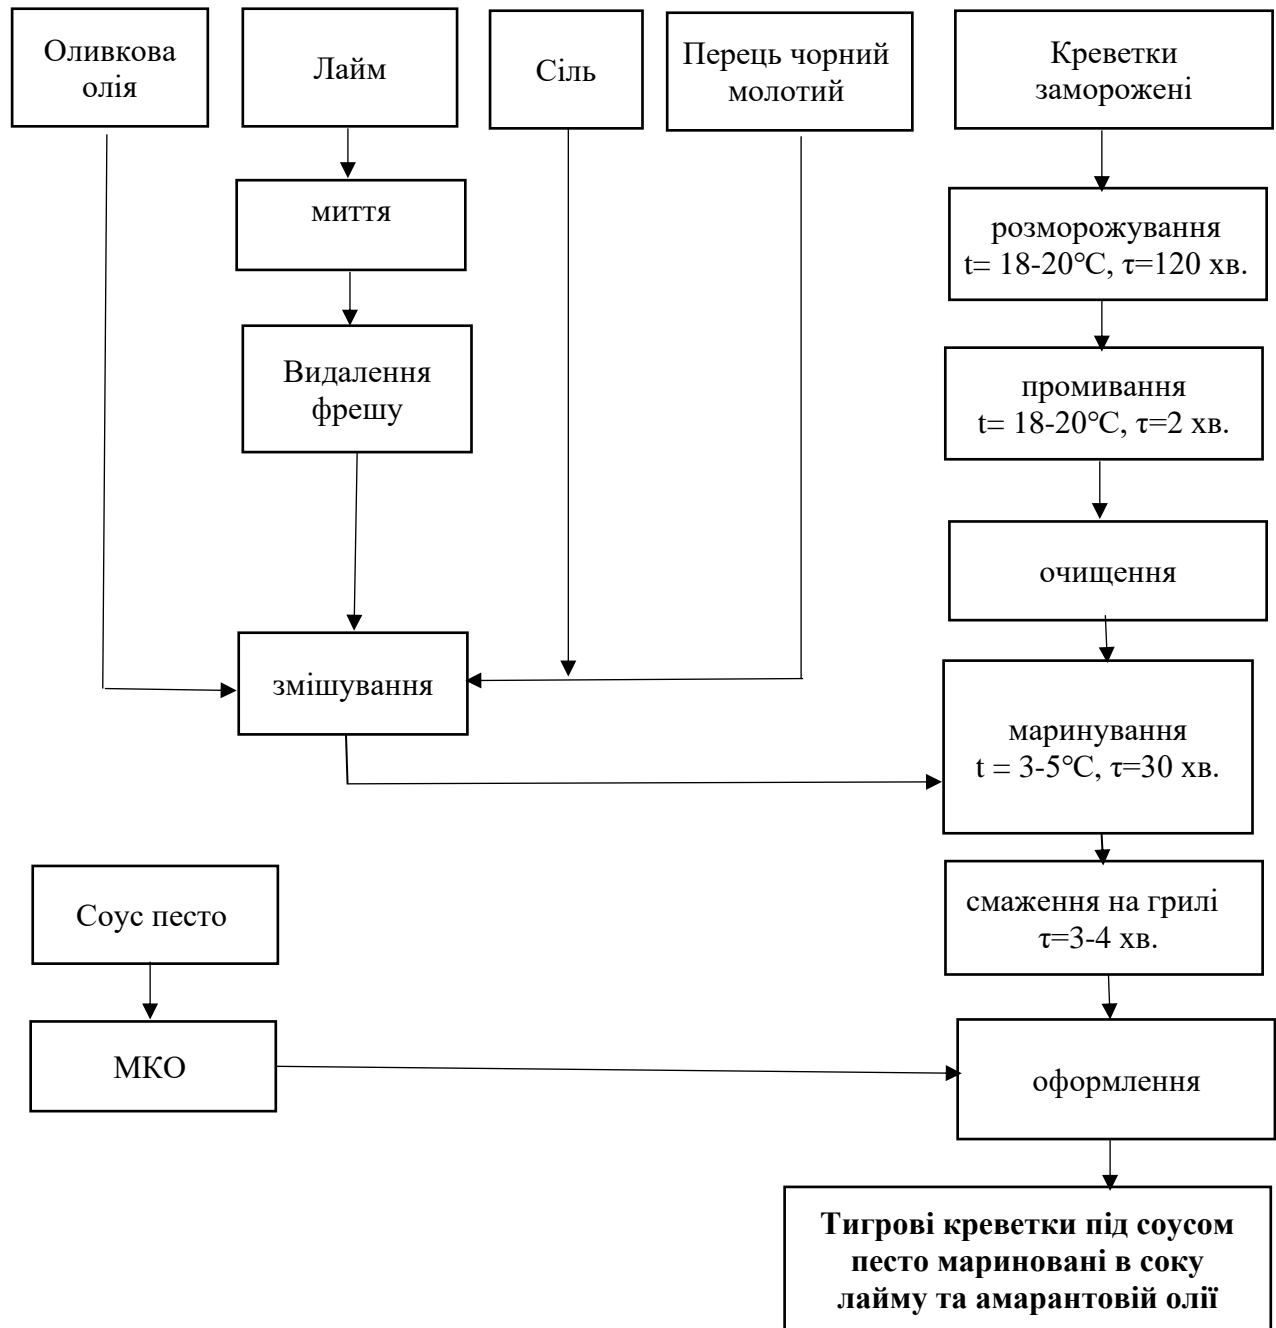 Оливкова
олія
Лайм
Сіль
Перець чорний
молотий
Креветки
заморожені
миття
розморожування
t= 18-20°C, τ=120 хв.
Видалення
фрешу
промивання
t= 18-20°C, τ=2 хв.
очищення
змішування
маринування
t = 3-5°C, τ=30 хв.
Соус песто
смаження на грилі
τ=3-4 хв.
МКО
оформлення
Тигрові креветки під соусом
песто мариновані в соку
лайму та амарантовій олії